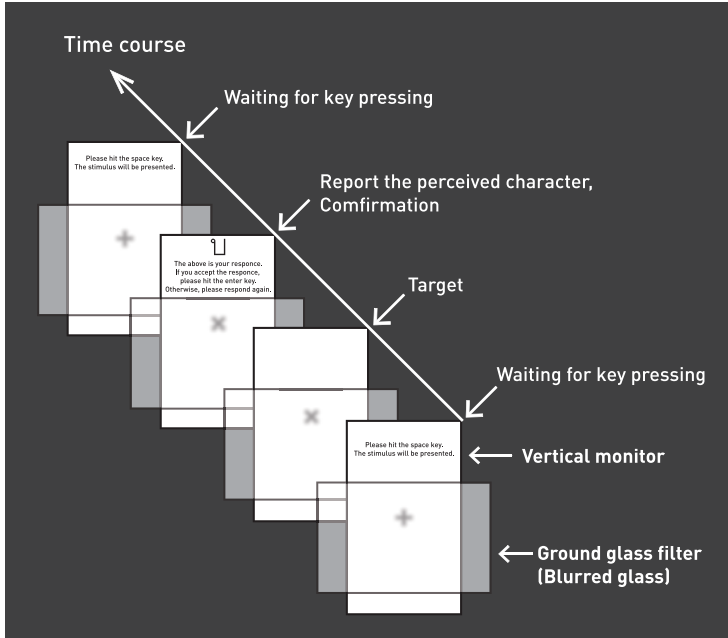 Time course
Waiting for key pressing
Please hit the space key.
The stimulus will be presented.
Report the perceived character,
Comfirmation
The above is your responce.
If you accept the responce,
please hit the enter key.
Otherwise, please respond again.
Target
Waiting for key pressing
Please hit the space key.
The stimulus will be presented.
Vertical monitor
Ground glass filter
(Blurred glass)